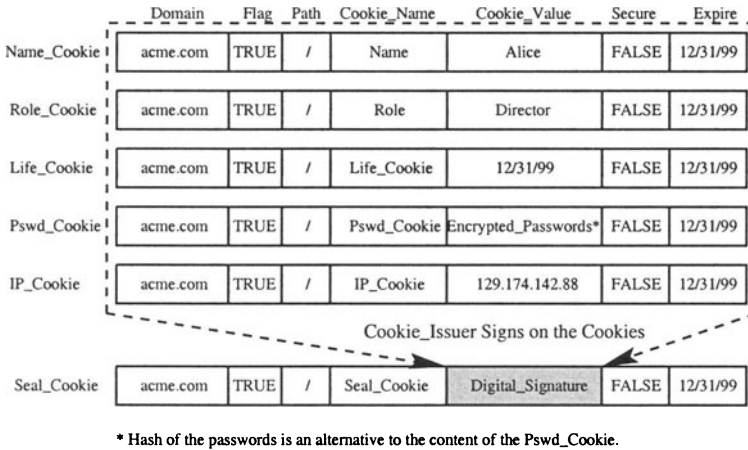 Domain Flag Path Cookie_Name Cookie_Value Secure Expire
Name_Cookie acme.com TRUE / Name Alice FALSE 12/31/99
Role_Cookie acme.com TRUE / Role Director FALSE 12/31/99
Life_Cookie acme.com TRUE / Life_Cookie 12/31/99 FALSE 12/31/99
Pswd_Cookie acme.com TRUE / Pswd_Cookie Encrypted_Passwords* FALSE 12/31/99
IP_Cookie acme.com TRUE / IP_Cookie 129.174.142.88 FALSE 12/31/99
Cookie_Issuer Signs on the Cookies
Seal_Cookie acme.com TRUE / Seal_Cookie Digital_Signature FALSE 12/31/99
* Hash of the passwords is an alternative to the content of the Pswd_Cookie.